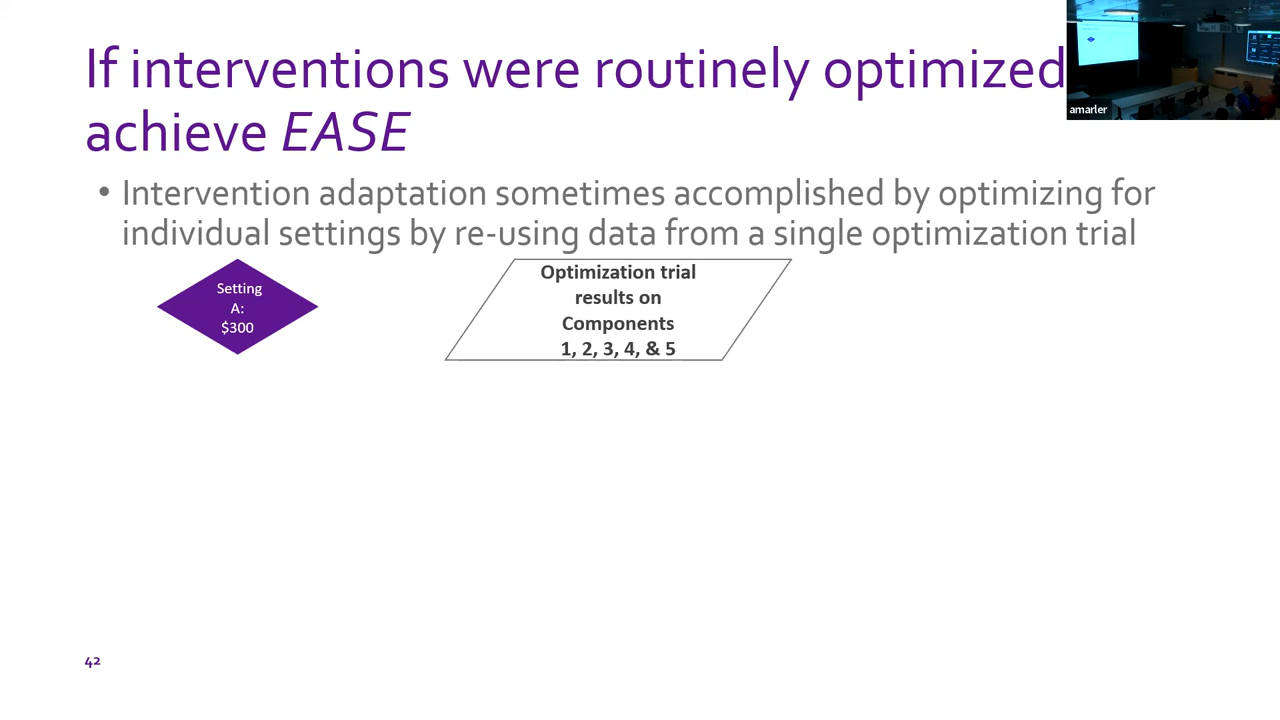 If interventions were routinely optimized
achieve EASE
amarler
• Intervention adaptation sometimes accomplished by optimizing for
individual settings by re-using data from a single optimization trial
Setting
A:
$300
Optimization trial
results on
Components
1, 2, 3, 4, & 5
42